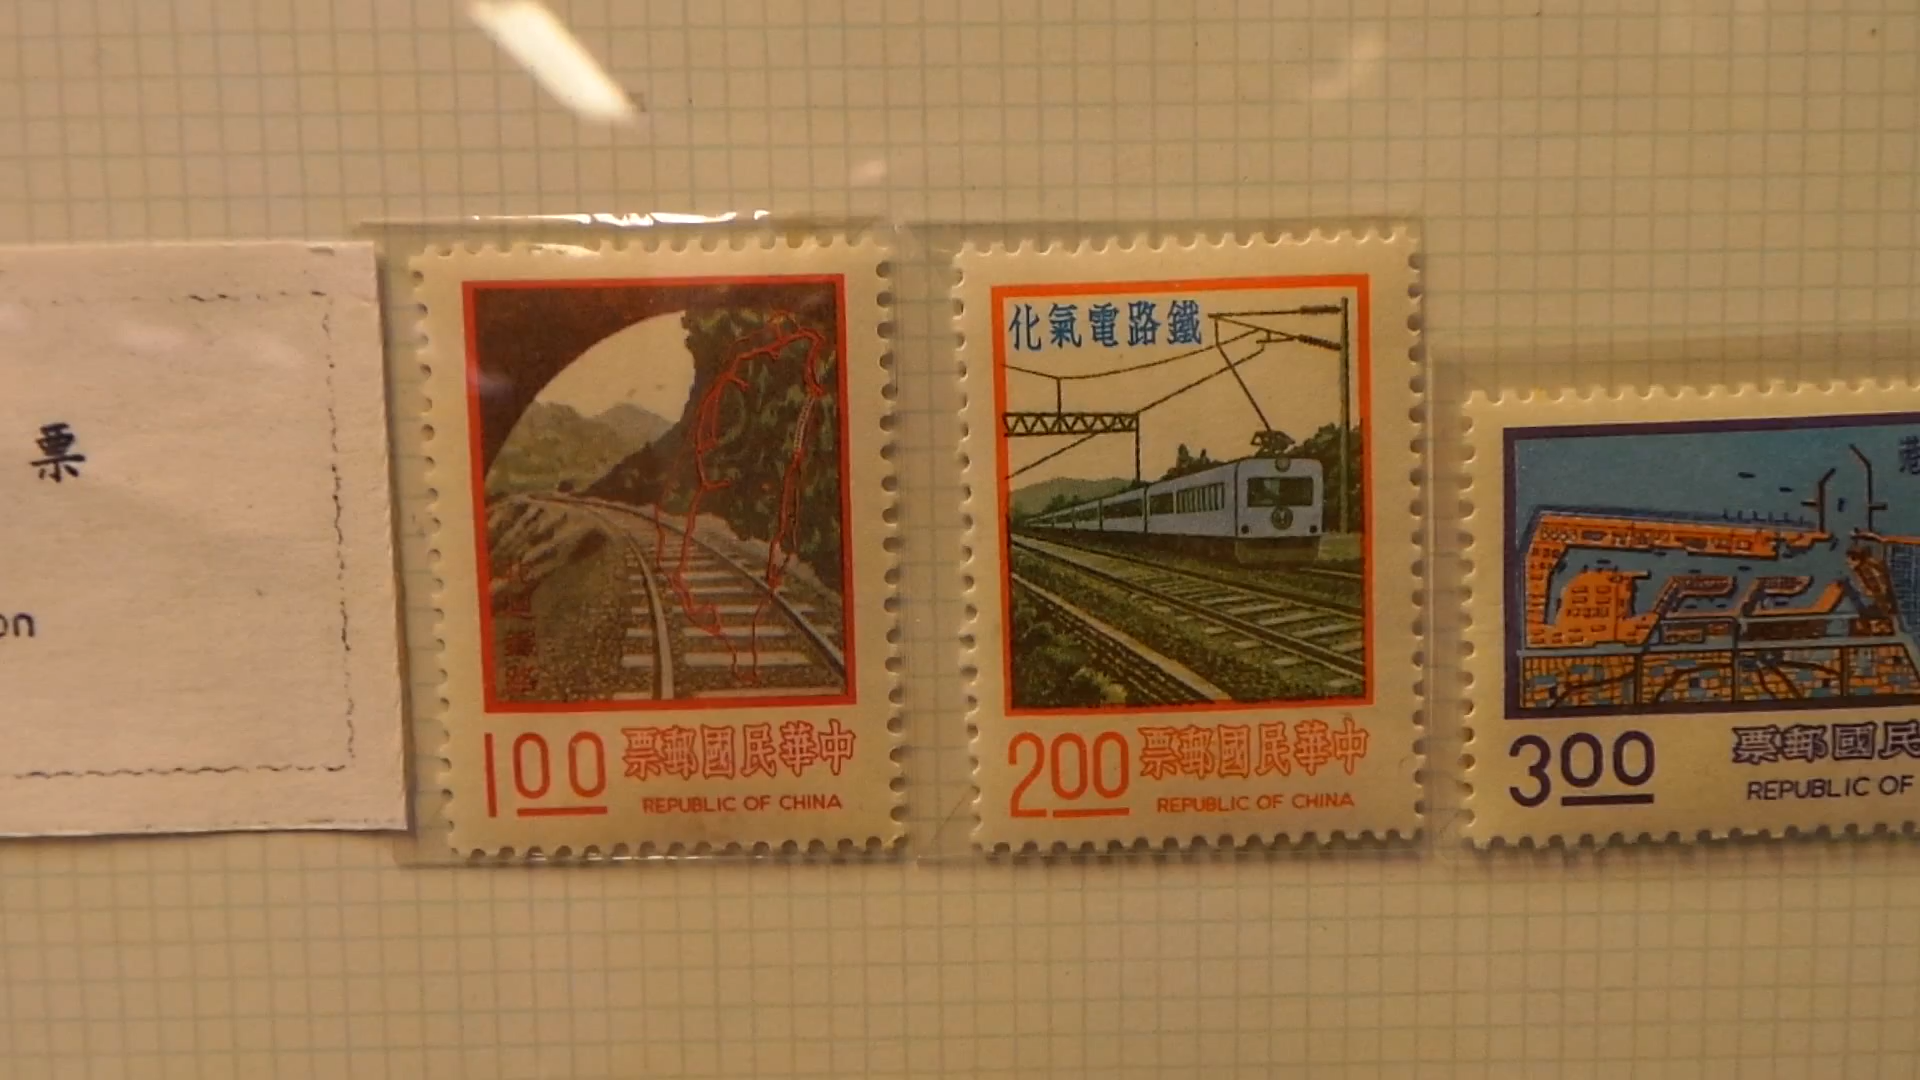 票
on
1.00
票郵國民華中
REPUBLIC OF CHINA
化氣電路鐵
2.00
票郵國民華中
REPUBLIC OF CHINA
港
3.00
票郵國民
REPUBLIC OF